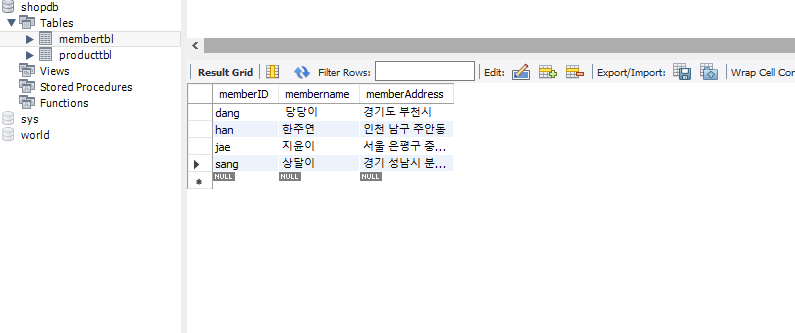 shopdb
Tables
membertbl
producttbl
Views
Stored Procedures
Functions
sys
world
Result Grid Filter Rows: Edit: Export/Import: Wrap Cell Con
memberID membername memberAddress
dang 당당이 경기도 부천시
han 한주연 인천 남구 주안동
jae 지윤이 서울 은평구 중...
sang 상달이 경기 성남시 분...
NULL NULL NULL